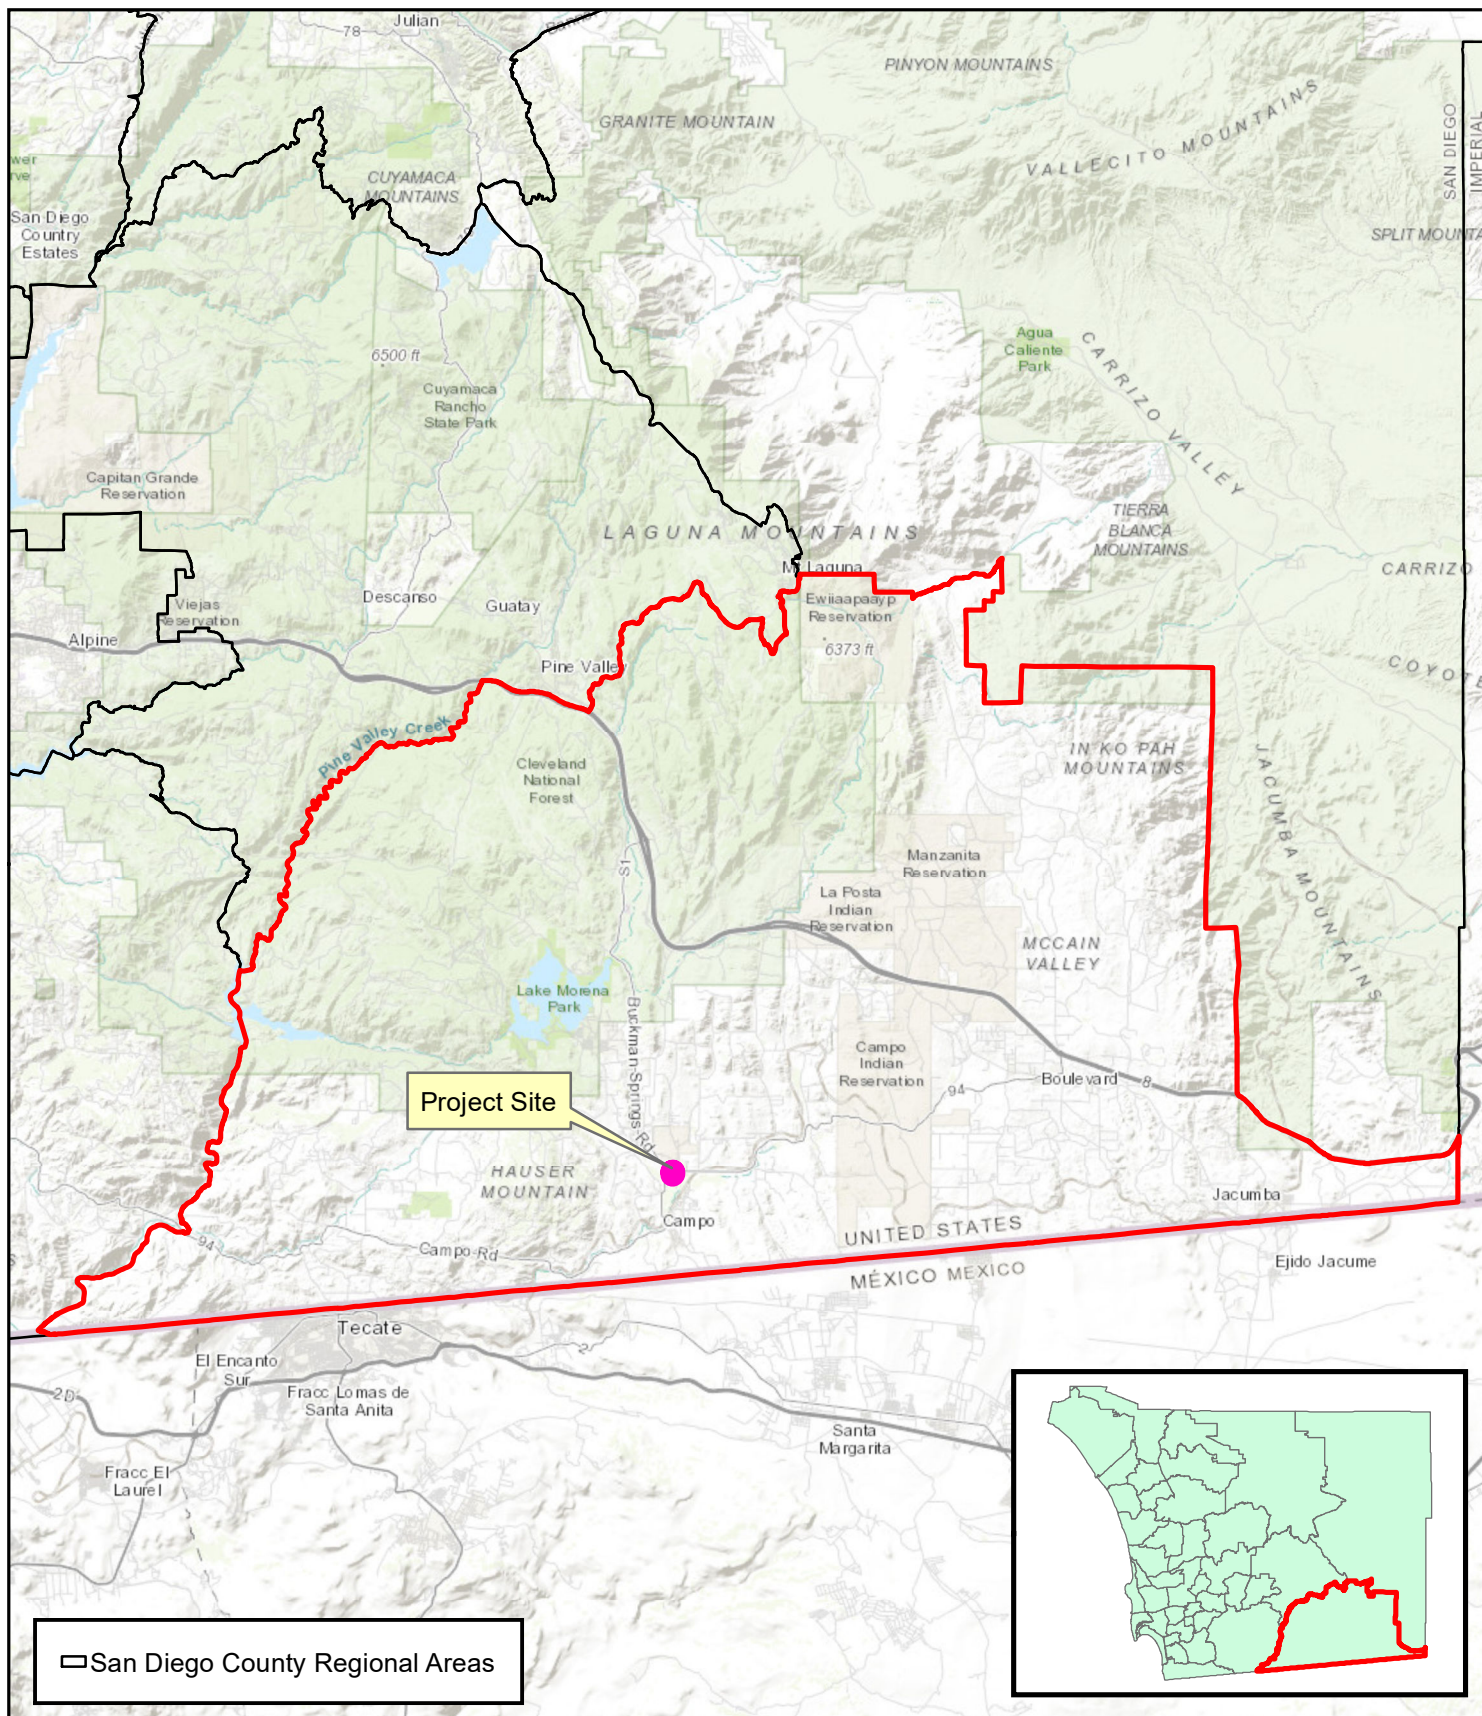 Julian
78
PINYON MOUNTAINS
GRANITE MOUNTAIN
VALLECITO MOUNTAINS
SAN DIEGO
IMPERIAL
CUYAMACA
MOUNTAINS
San Diego
Country
Estates
SPLIT MOUNTA
Agua
Caliente
Park
CARRIZO VALLEY
6500 ft
Cuyamaca
Rancho
State Park
Capitan Grande
Reservation
LAGUNA MOUNTAINS
TIERRA
BLANCA
MOUNTAINS
Mt Laguna
CARRIZO
Descanso
Guatay
Viejas
Reservation
Ewiiaapaayp
Reservation
Alpine
6373 ft
Pine Valley
COYOTE
Pine Valley Creek
IN KO PAH
MOUNTAINS
JACUMBA MOUNTAINS
Cleveland
National
Forest
S1
Manzanita
Reservation
La Posta
Indian
Reservation
MCCAIN
VALLEY
Lake Morena
Park
Buckman-Springs-Rd
Campo
Indian
Reservation
Boulevard
8
94
Project Site
HAUSER
MOUNTAIN
Jacumba
Campo
94
Campo-Rd
UNITED STATES
MÉXICO MEXICO
Ejido Jacume
Tecate
2
El Encanto
Sur
2D
Fracc Lomas de
Santa Anita
Santa
Margarita
Fracc El
Laurel
San Diego County Regional Areas